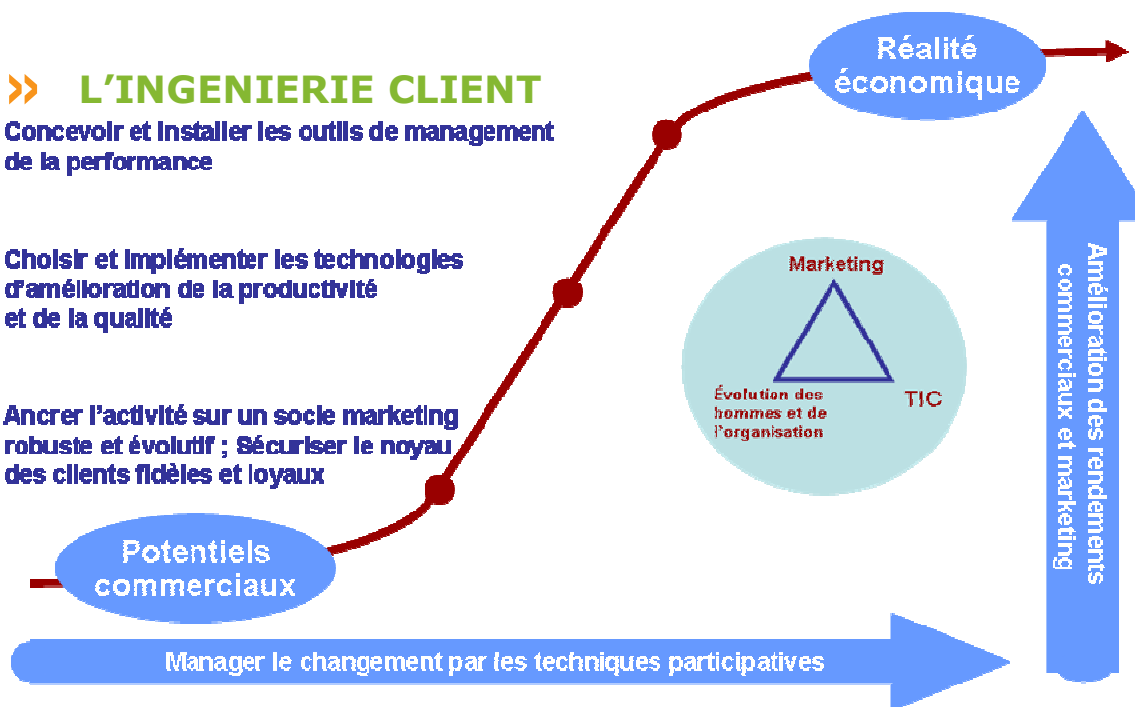 » L'INGENIERIE CLIENT
Concevoir et installer les outils de management
de la performance
Choisir et implémenter les technologies
d'amélioration de la productivité
et de la qualité
Ancrer l'activité sur un socle marketing
robuste et évolutif ; Sécuriser le noyau
des clients fidèles et loyaux
Potentiels
commerciaux
Réalité
économique
Marketing
Évolution des
hommes et de
l'organisation
TIC
Amélioration des rendements
commerciaux et marketing
Manager le changement par les techniques participatives